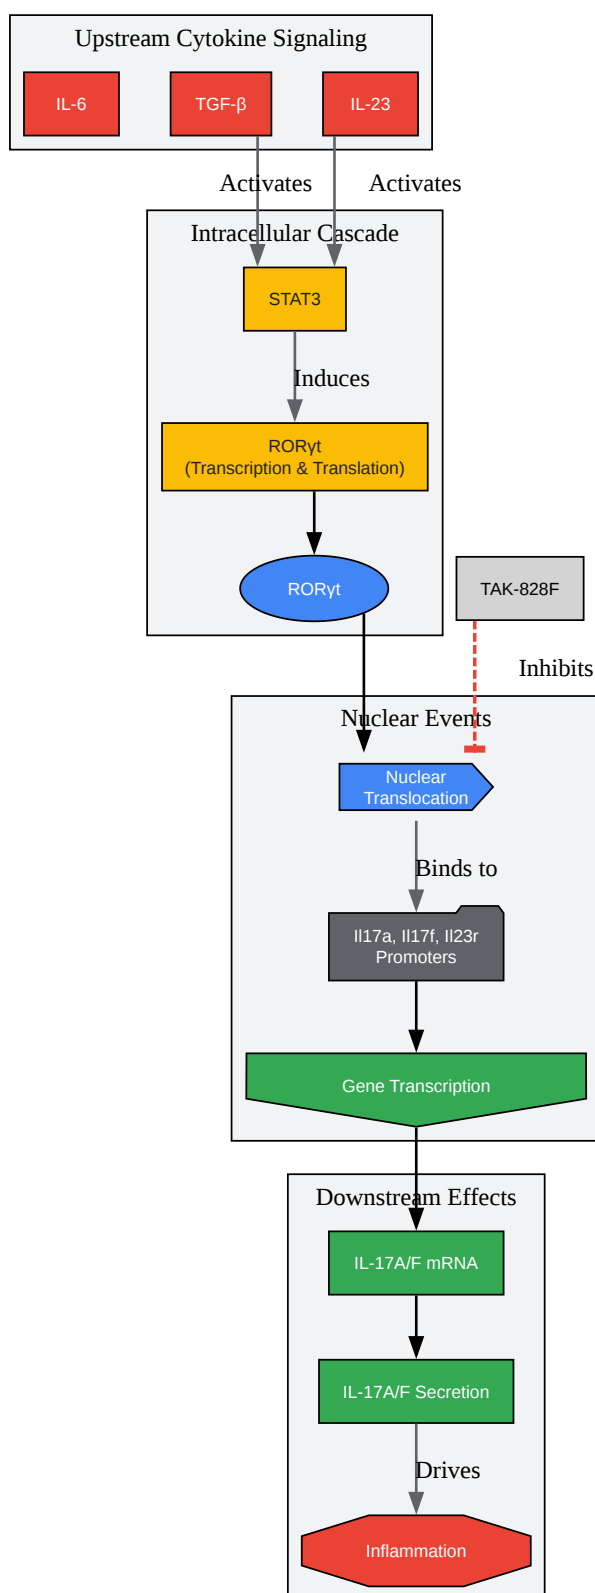 Upstream Cytokine Signaling
IL-6
TGF-β
IL-23
Activates
Activates
Intracellular Cascade
STAT3
Induces
RORγt
(Transcription & Translation)
RORγt
TAK-828F
Inhibits
Nuclear Events
Nuclear
Translocation
Binds to
Il17a, Il17f, Il23r
Promoters
Gene Transcription
Downstream Effects
IL-17A/F mRNA
IL-17A/F Secretion
Drives
Inflammation